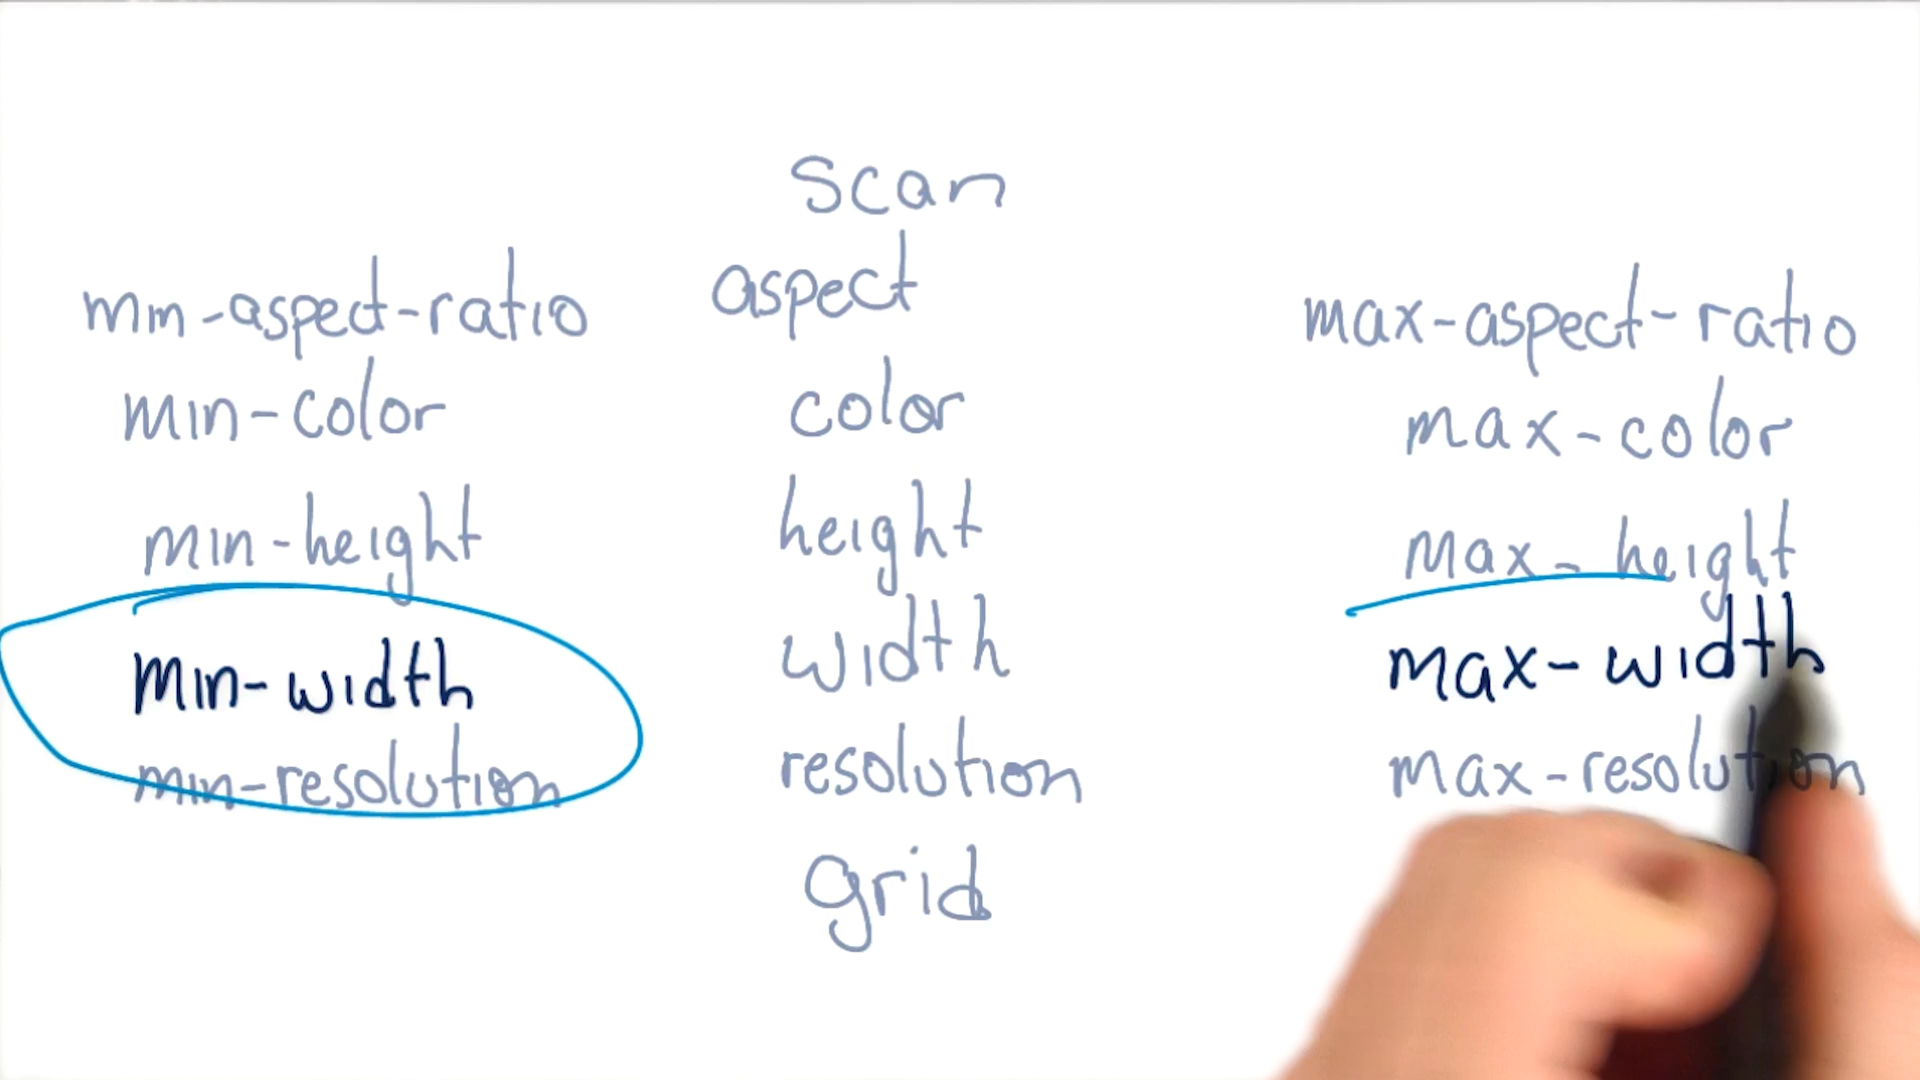 scan
min-aspect-ratio
aspect
max-aspect-ratio
min-color
color
max-color
min-height
height
max-height
min-width
width
max-width
min-resolution
resolution
max-resolution
grid